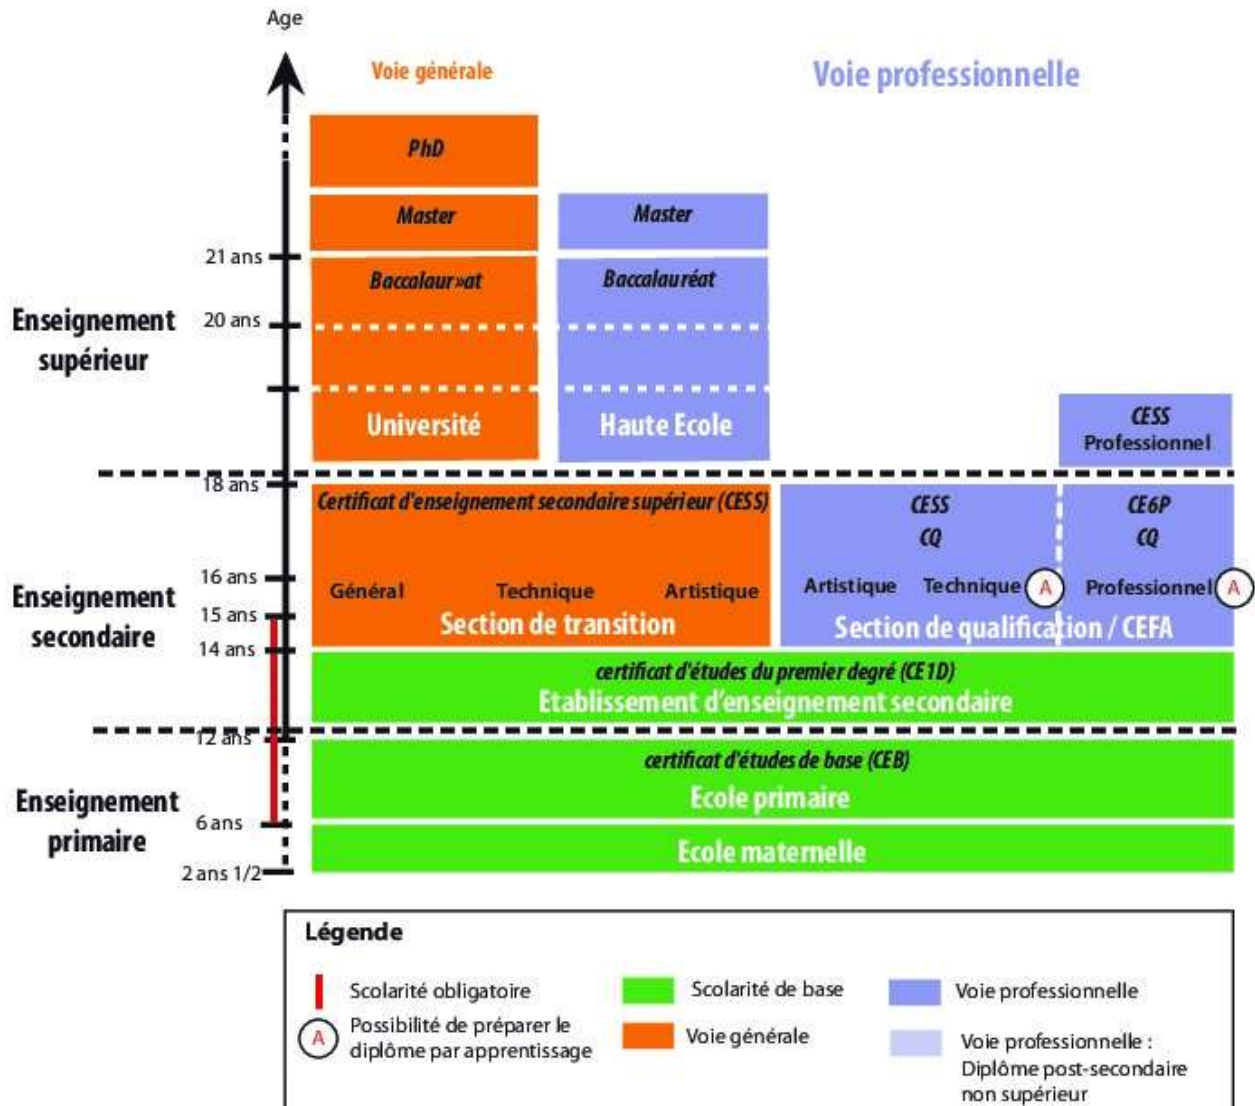 Age
Voie générale
Voie professionnelle
PhD
Master
Master
21 ans
Baccalaur»at
Baccalauréat
20 ans
Enseignement
supérieur
Université
Haute Ecole
CESS
Professionnel
18 ans
Certificat d'enseignement secondaire supérieur (CESS)
CESS
CQ
CE6P
CQ
16 ans
Général
Technique
Artistique
Artistique
Technique
A
Professionnel
A
Enseignement
secondaire
15 ans
Section de transition
Section de qualification / CEFA
14 ans
certificat d'études du premier degré (CE1D)
Etablissement d'enseignement secondaire
12 ans
certificat d'études de base (CEB)
Ecole primaire
Enseignement
primaire
6 ans
Ecole maternelle
2 ans 1/2
Légende
Scolarité obligatoire
A
Possibilité de préparer le
diplôme par apprentissage
Scolarité de base
Voie générale
Voie professionnelle
Voie professionnelle :
Diplôme post-secondaire
non supérieur